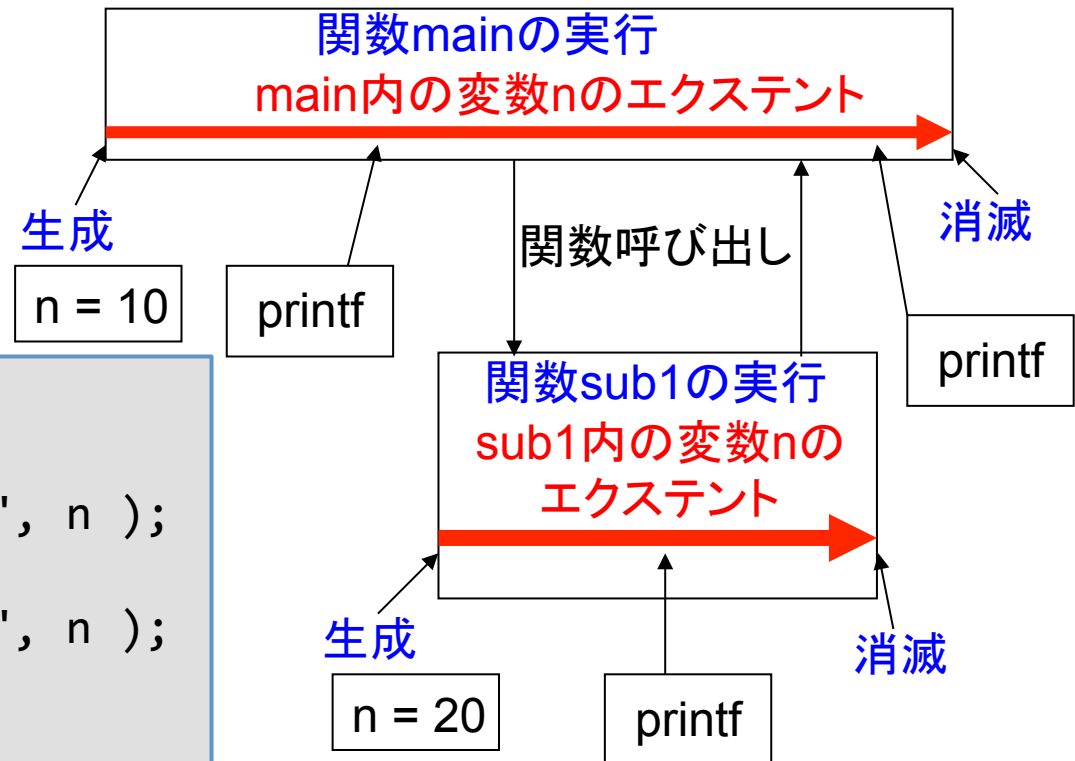 関数mainの実行
main内の変数nのエクステント
生成
消滅
関数呼び出し
n = 10
printf
printf
関数sub1の実行
sub1内の変数nの
エクステント
", n );
", n );
生成
消滅
n = 20
printf